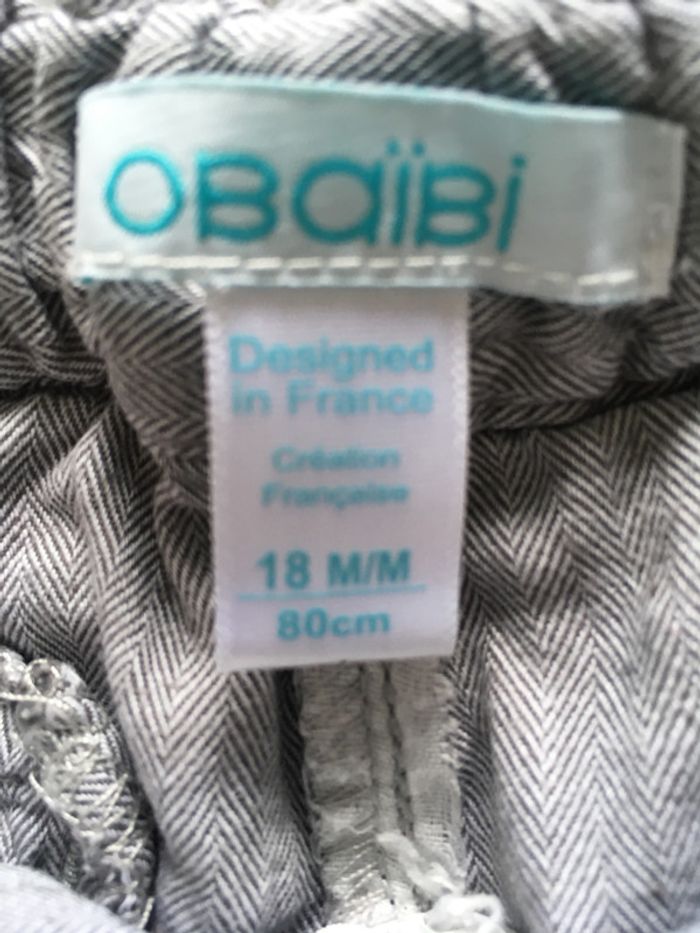 OBaïBi
Designed
in France
Création
Française
18 M/M
80cm